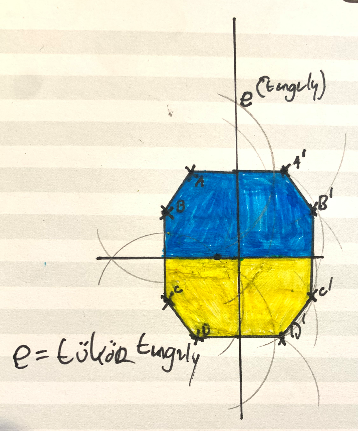 e (tengely)
A A'
B B'
C C'
D D'
e = tükör tengely